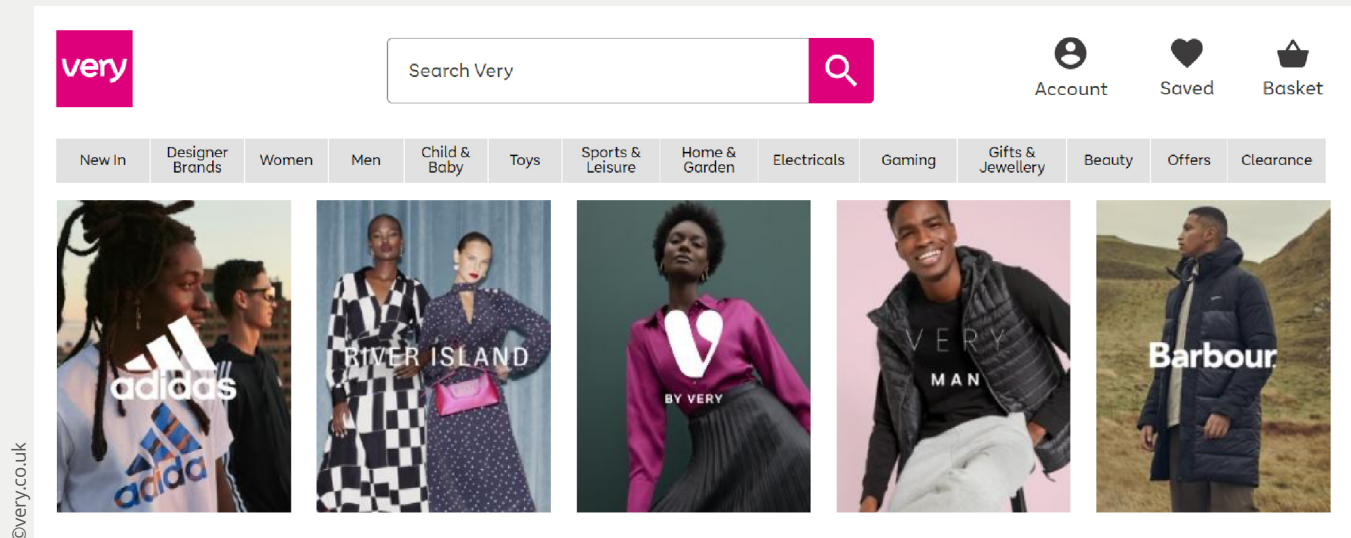 very
Search Very
Account
Saved
Basket
New In
Designer
Brands
Women
Men
Child &
Baby
Toys
Sports &
Leisure
Home &
Garden
Electricals
Gaming
Gifts &
Jewellery
Beauty
Offers
Clearance
adidas
adida
RIVER ISLAND
V
BY VERY
VERY
MAN
Barbour.
©very.co.uk